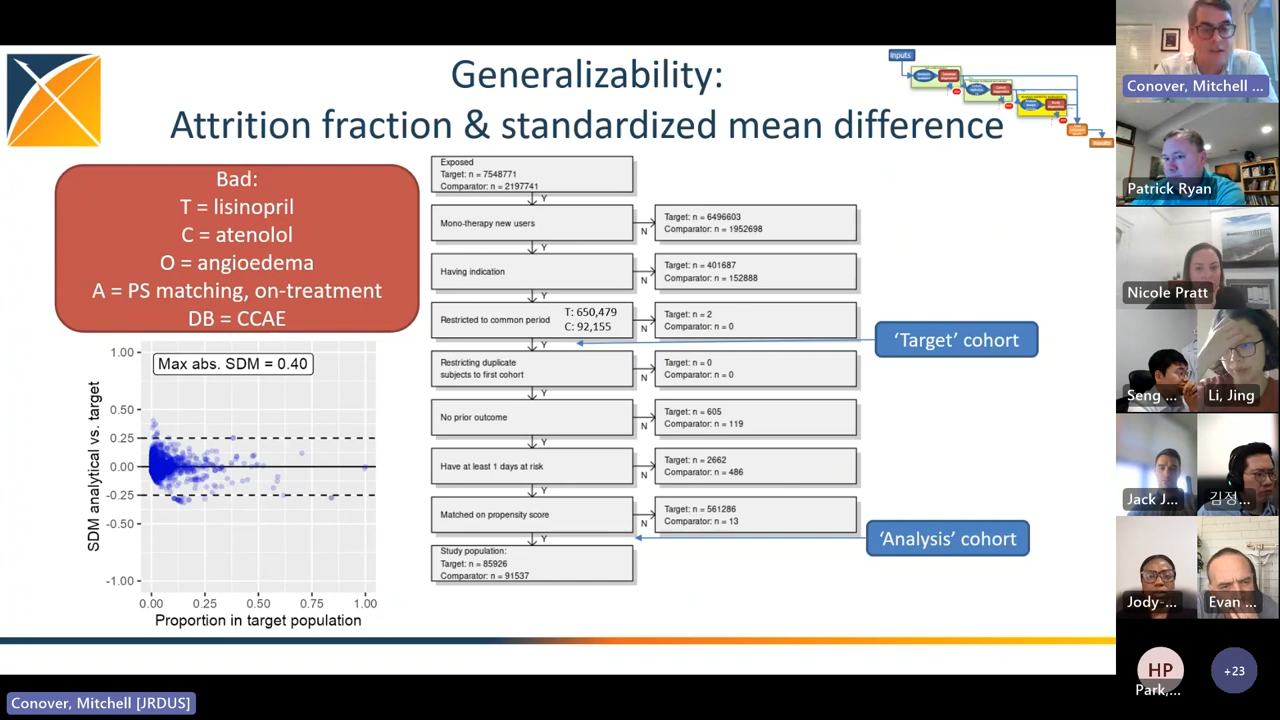 Generalizability:
Attrition fraction & standardized mean difference
Inputs
Results
Bad:
T = lisinopril
C = atenolol
O = angioedema
A = PS matching, on-treatment
DB = CCAE
Max abs. SDM = 0.40
SDM analytical vs. target
1.00
0.50
0.25
0.00
-0.25
-0.50
-1.00
0.00 0.25 0.50 0.75 1.00
Proportion in target population
Exposed
Target: n = 7548771
Comparator: n = 2197741
Y
Mono-therapy new users
N
Target: n = 6496603
Comparator: n = 1952698
Y
Having indication
N
Target: n = 401687
Comparator: n = 152888
Y
Restricted to common period
T: 650,479
C: 92,155
N
Target: n = 2
Comparator: n = 0
Y
'Target' cohort
Restricting duplicate
subjects to first cohort
N
Target: n = 0
Comparator: n = 0
Y
No prior outcome
N
Target: n = 605
Comparator: n = 119
Y
Have at least 1 days at risk
N
Target: n = 2662
Comparator: n = 486
Y
Matched on propensity score
N
Target: n = 561286
Comparator: n = 13
Y
'Analysis' cohort
Study population:
Target: n = 85926
Comparator: n = 91537
Conover, Mitchell ...
Patrick Ryan
Nicole Pratt
Seng ...
Li, Jing
Jack J...
김정...
Jody-...
Evan ...
HP
Park,...
+23
Conover, Mitchell [JRDUS]